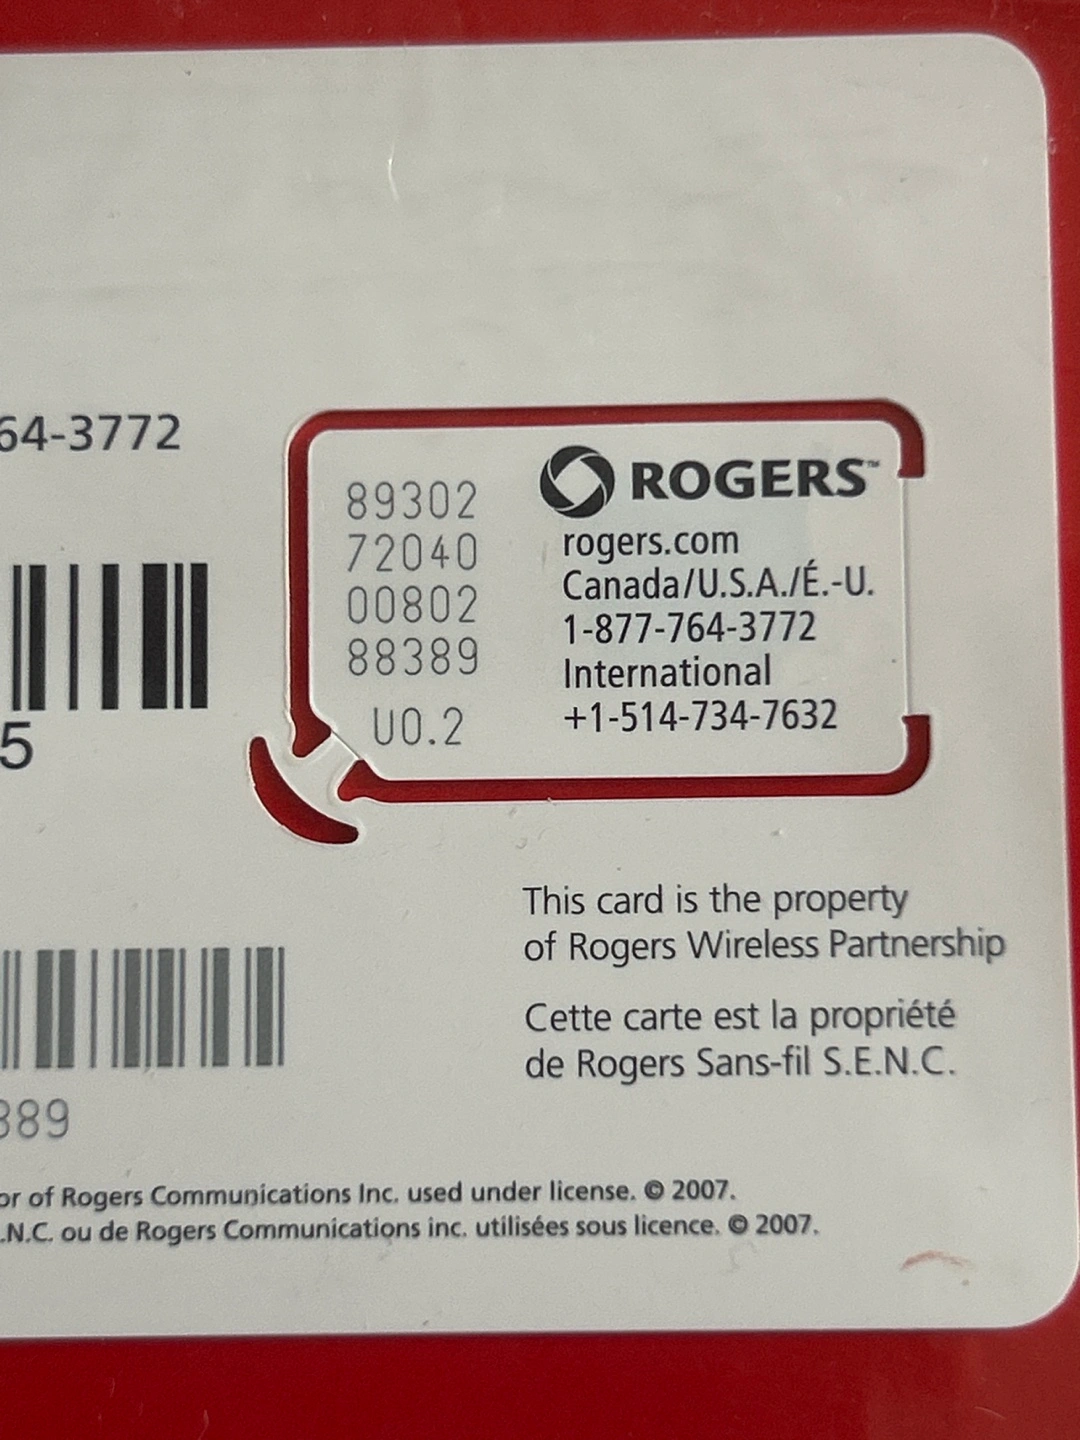 64-3772
ROGERS™
89302
72040
00802
88389
U0.2
rogers.com
Canada/U.S.A./É.-U.
1-877-764-3772
International
+1-514-734-7632
5
This card is the property
of Rogers Wireless Partnership
Cette carte est la propriété
de Rogers Sans-fil S.E.N.C.
389
or of Rogers Communications Inc. used under license. © 2007.
.N.C. ou de Rogers Communications inc. utilisées sous licence. © 2007.